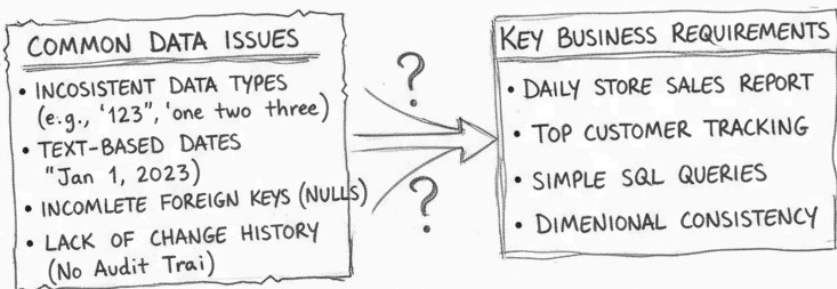 COMMON DATA ISSUES
• INCOSISTENT DATA TYPES
(e.g., '123", 'one two three)
• TEXT-BASED DATES
"Jan 1, 2023)
• INCOMLETE FOREIGN KEYS (NULLS)
• LACK OF CHANGE HISTORY
(No Audit Trai)
?
?
KEY BUSINESS REQUIREMENTS
• DAILY STORE SALES REPORT
• TOP CUSTOMER TRACKING
• SIMPLE SQL QUERIES
• DIMENIONAL CONSISTENCY